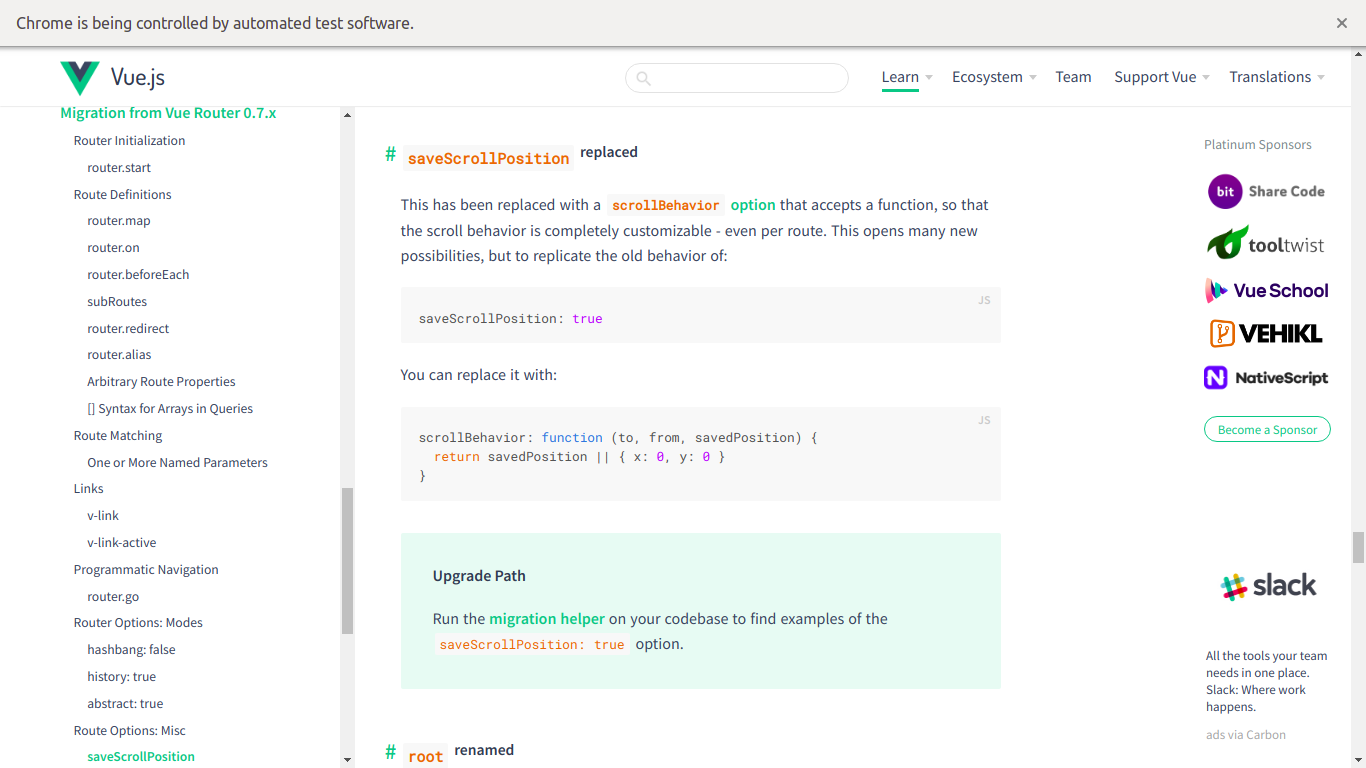 Chrome is being controlled by automated test software.
Vue.js
Learn
Ecosystem
Team
Support Vue
Translations
Migration from Vue Router 0.7.x
Router Initialization
router.start
Route Definitions
router.map
router.on
router.beforeEach
subRoutes
router.redirect
router.alias
Arbitrary Route Properties
[] Syntax for Arrays in Queries
Route Matching
One or More Named Parameters
Links
v-link
v-link-active
Programmatic Navigation
router.go
Router Options: Modes
hashbang: false
history: true
abstract: true
Route Options: Misc
saveScrollPosition
# saveScrollPosition replaced
This has been replaced with a scrollBehavior option that accepts a function, so that
the scroll behavior is completely customizable - even per route. This opens many new
possibilities, but to replicate the old behavior of:
JS
saveScrollPosition: true
You can replace it with:
JS
scrollBehavior: function (to, from, savedPosition) {
return savedPosition || { x: 0, y: 0 }
}
Upgrade Path
Run the migration helper on your codebase to find examples of the
saveScrollPosition: true option.
# root renamed
Platinum Sponsors
bit Share Code
tooltwist
Vue School
VEHIKL
NativeScript
Become a Sponsor
slack
All the tools your team
needs in one place.
Slack: Where work
happens.
ads via Carbon